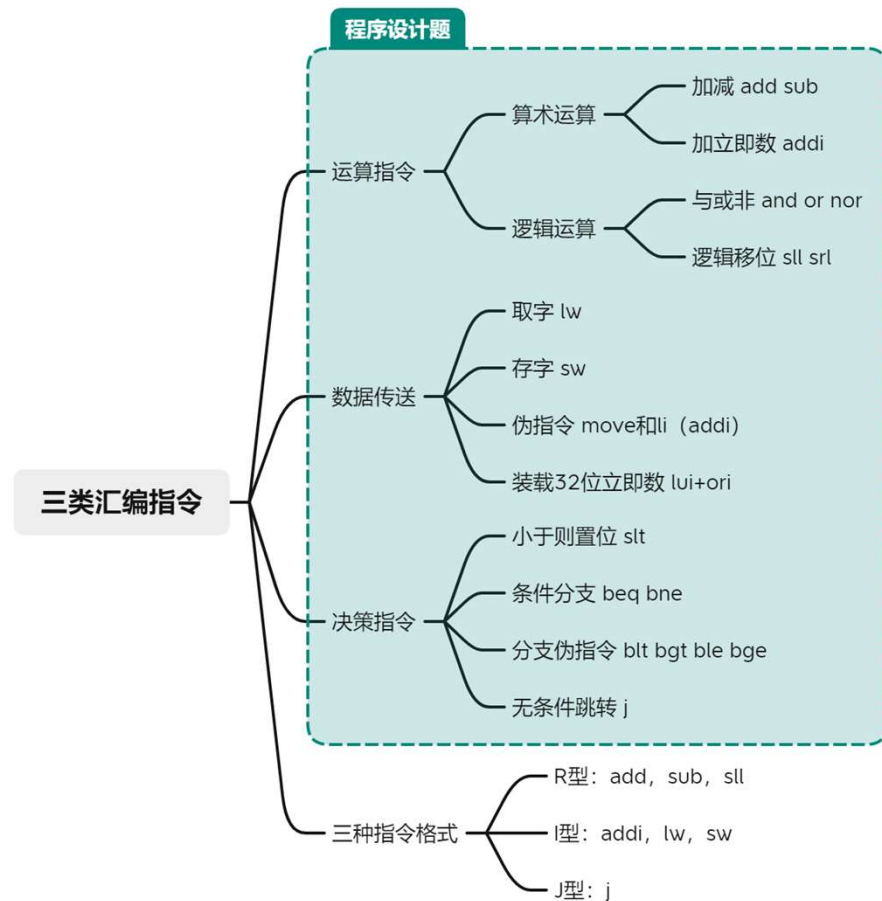 程序设计题
三类汇编指令
运算指令
算术运算
加减 add sub
加立即数 addi
逻辑运算
与或非 and or nor
逻辑移位 sll srl
数据传送
取字 lw
存字 sw
伪指令 move和li（addi）
装载32位立即数 lui+ori
决策指令
小于则置位 slt
条件分支 beq bne
分支伪指令 blt bgt ble bge
无条件跳转 j
三种指令格式
R型：add，sub，sll
I型：addi，lw，sw
J型：j